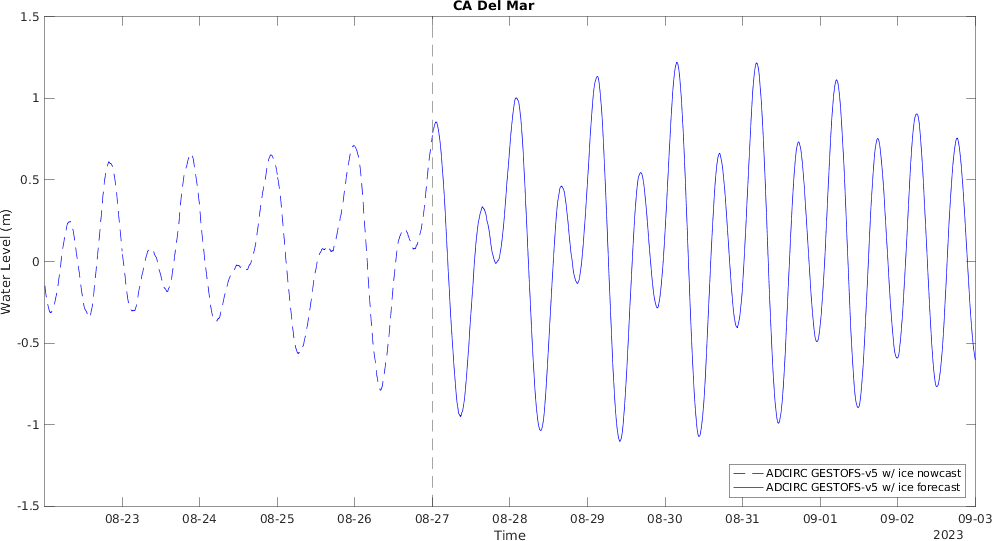 CA Del Mar
1.5
1
0.5
0
-0.5
-1
-1.5
Water Level (m)
ADCIRC GESTOFS-v5 w/ ice nowcast
ADCIRC GESTOFS-v5 w/ ice forecast
08-23 08-24 08-25 08-26 08-27 08-28 08-29 08-30 08-31 09-01 09-02 09-03
Time
2023